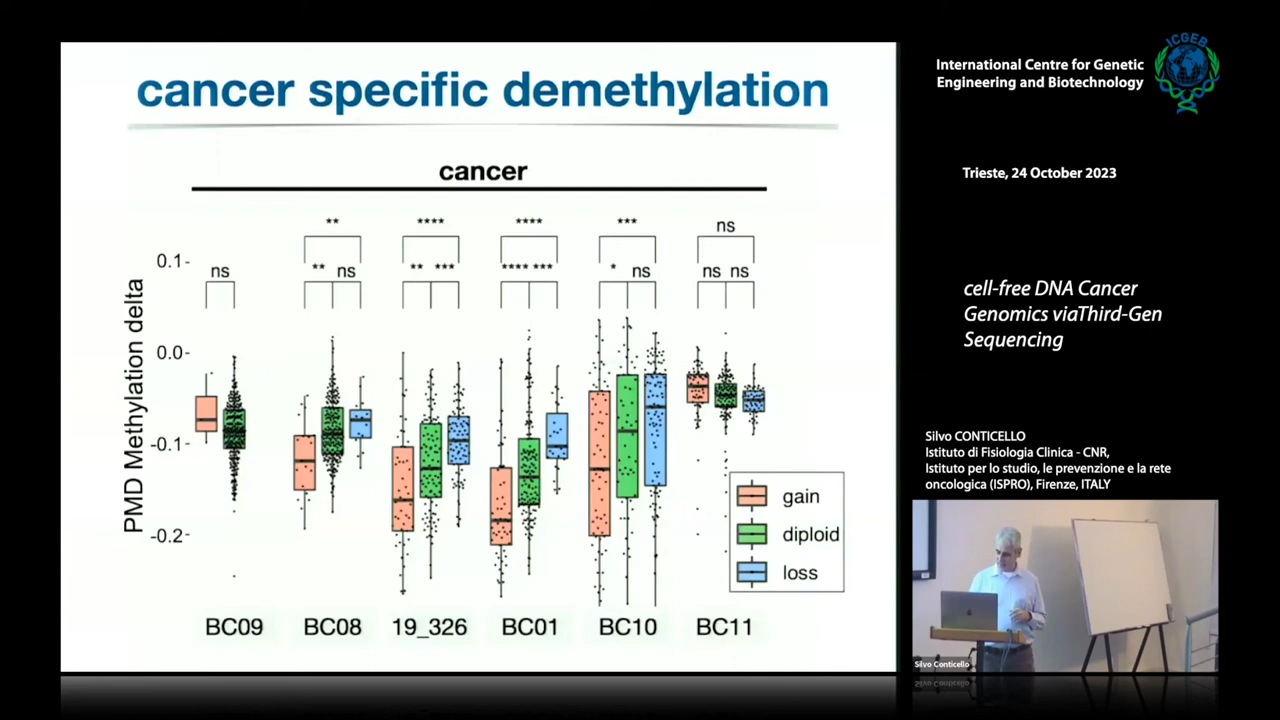 cancer specific demethylation
cancer
** **** **** *** ns
ns ** ns ** *** **** *** * ns ns ns
PMD Methylation delta
0.1
0.0
-0.1
-0.2
gain
diploid
loss
BC09 BC08 19_326 BC01 BC10 BC11
International Centre for Genetic
Engineering and Biotechnology
ICGEB
Trieste, 24 October 2023
cell-free DNA Cancer
Genomics viaThird-Gen
Sequencing
Silvo CONTICELLO
Istituto di Fisiologia Clinica - CNR,
Istituto per lo studio, le prevenzione e la rete
oncologica (ISPRO), Firenze, ITALY
Silvo Conticello